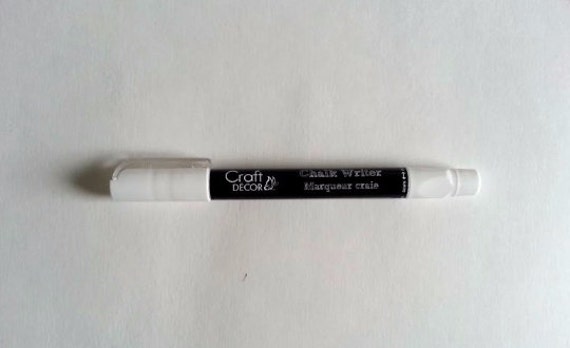 Craft
DECOR
Chalk Writer
Marqueur craie